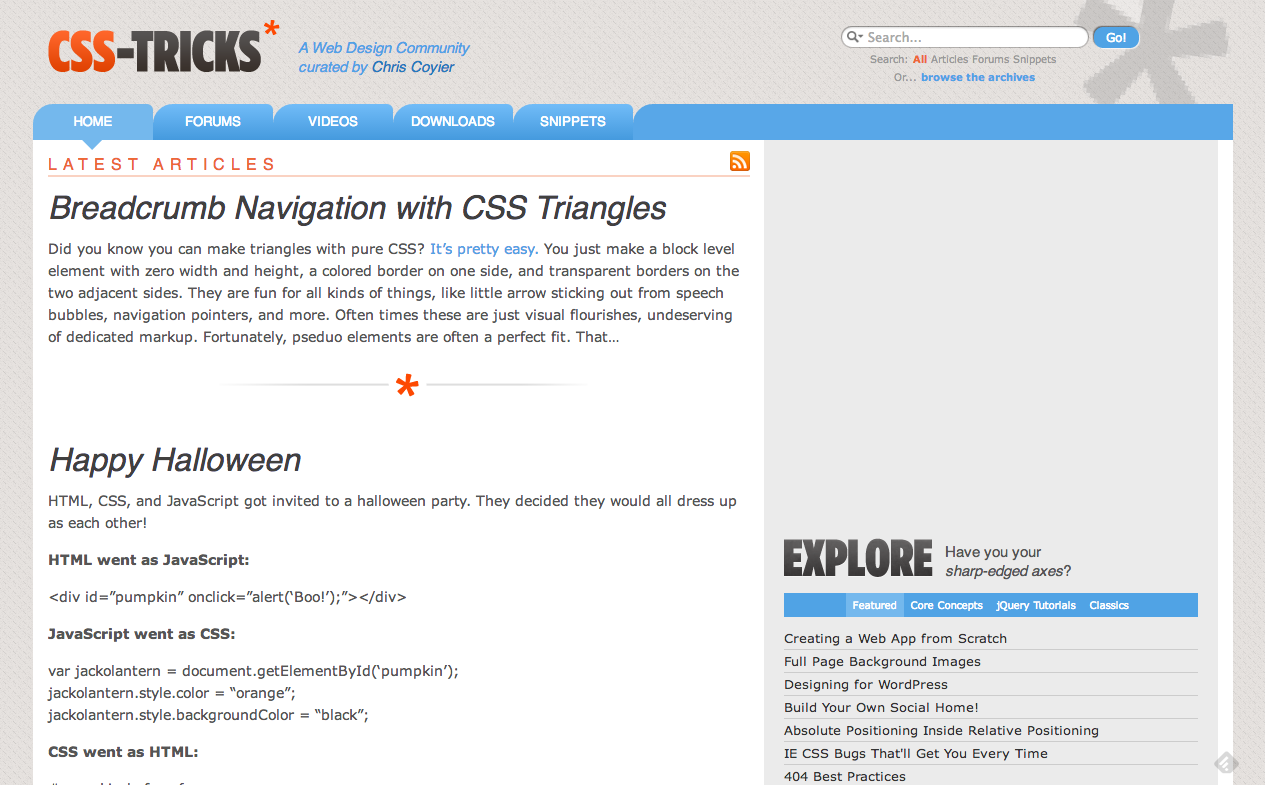 CSS-TRICKS*
A Web Design Community
curated by Chris Coyier
Search...
Go!
Search: All Articles Forums Snippets
Or... browse the archives
HOME
FORUMS
VIDEOS
DOWNLOADS
SNIPPETS
LATEST ARTICLES
Breadcrumb Navigation with CSS Triangles
Did you know you can make triangles with pure CSS? It’s pretty easy. You just make a block level
element with zero width and height, a colored border on one side, and transparent borders on the
two adjacent sides. They are fun for all kinds of things, like little arrow sticking out from speech
bubbles, navigation pointers, and more. Often times these are just visual flourishes, undeserving
of dedicated markup. Fortunately, pseduo elements are often a perfect fit. That...
Happy Halloween
HTML, CSS, and JavaScript got invited to a halloween party. They decided they would all dress up
as each other!
HTML went as JavaScript:
<div id=”pumpkin” onclick=”alert(‘Boo!’);”></div>
JavaScript went as CSS:
var jackolantern = document.getElementById(‘pumpkin’);
jackolantern.style.color = “orange”;
jackolantern.style.backgroundColor = “black”;
CSS went as HTML:
EXPLORE
Have you your
sharp-edged axes?
Featured
Core Concepts
jQuery Tutorials
Classics
Creating a Web App from Scratch
Full Page Background Images
Designing for WordPress
Build Your Own Social Home!
Absolute Positioning Inside Relative Positioning
IE CSS Bugs That'll Get You Every Time
404 Best Practices